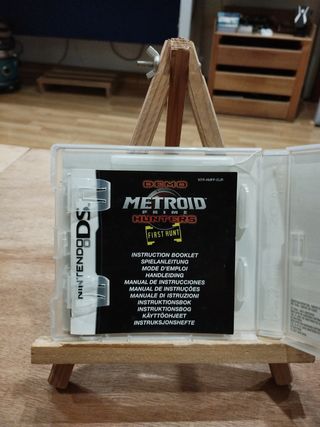 DEMO
METROID
PRIME
HUNTERS
FIRST HUNT
INSTRUCTION BOOKLET
SPIELANLEITUNG
MODE D'EMPLOI
HANDLEIDING
MANUAL DE INSTRUCCIONES
MANUAL DE INSTRUÇÕES
MANUALE DI ISTRUZIONI
INSTRUKTIONSBOK
INSTRUKTIONSBOG
KÄYTTÖOHJEET
INSTRUKSJONSHEFTE
NINTENDO DS